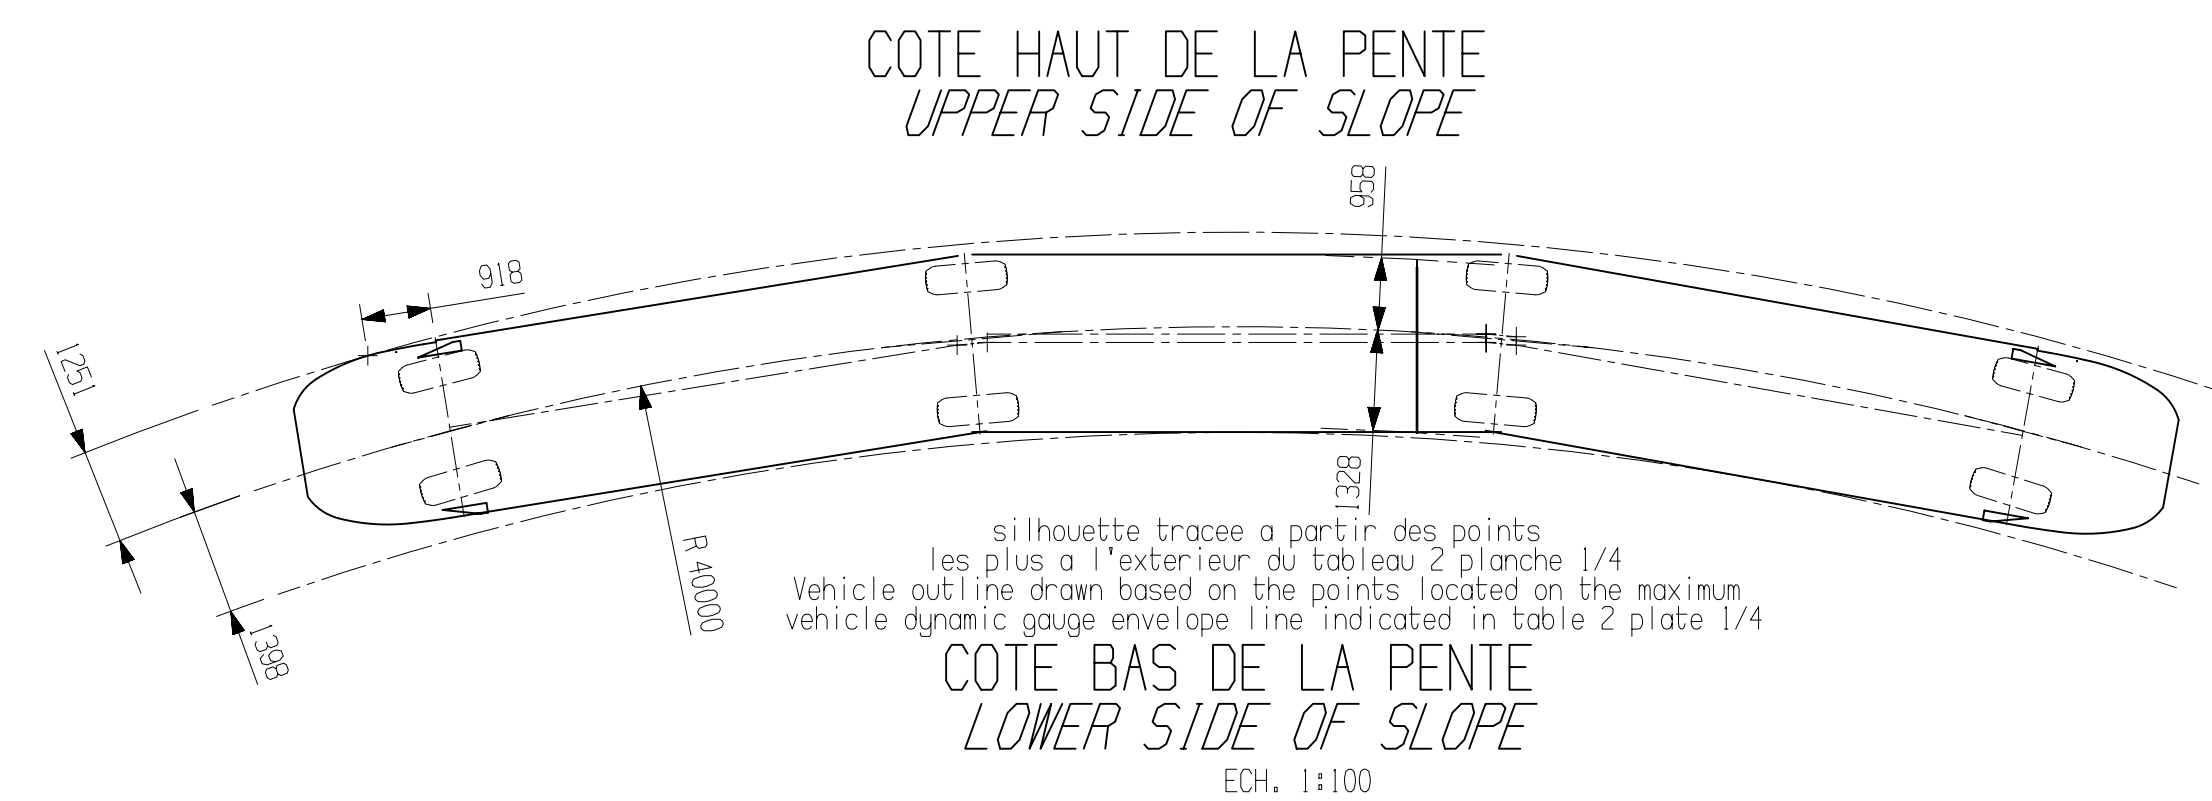 COTE HAUT DE LA PENTE
UPPER SIDE OF SLOPE
958
918
1251
1328
R 40000
1398
silhouette tracee a partir des points
les plus a l'exterieur du tableau 2 planche 1/4
Vehicle outline drawn based on the points located on the maximum
vehicle dynamic gauge envelope line indicated in table 2 plate 1/4
COTE BAS DE LA PENTE
LOWER SIDE OF SLOPE
ECH. 1:100